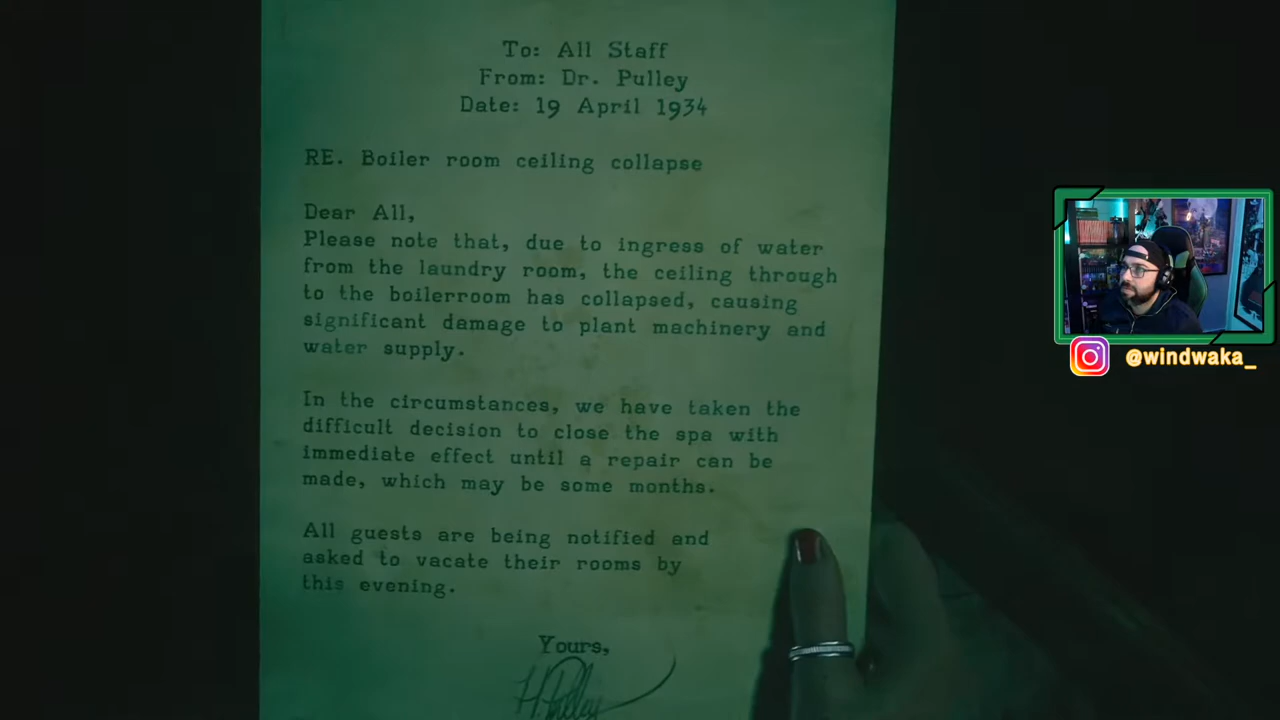 To: All Staff
From: Dr. Pulley
Date: 19 April 1934
RE. Boiler room ceiling collapse
Dear All,
Please note that, due to ingress of water
from the laundry room, the ceiling through
to the boilerroom has collapsed, causing
significant damage to plant machinery and
water supply.
In the circumstances, we have taken the
difficult decision to close the spa with
immediate effect until a repair can be
made, which may be some months.
All guests are being notified and
asked to vacate their rooms by
this evening.
Yours,
H. Pulley
@windwaka_